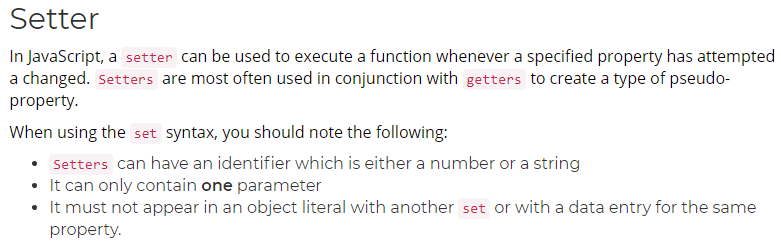 Setter
In JavaScript, a setter can be used to execute a function whenever a specified property has attempted
a changed. Setters are most often used in conjunction with getters to create a type of pseudo-
property.
When using the set syntax, you should note the following:
• Setters can have an identifier which is either a number or a string
• It can only contain one parameter
• It must not appear in an object literal with another set or with a data entry for the same
property.